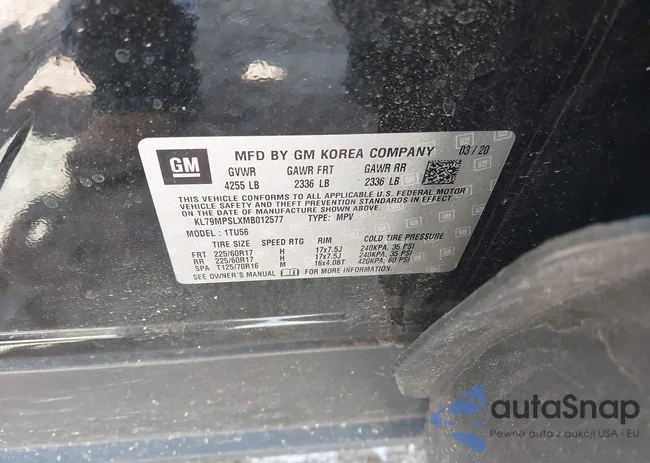 GM
MFD BY GM KOREA COMPANY 03/20
GVWR GAWR FRT GAWR RR
4255 LB 2336 LB 2336 LB
THIS VEHICLE CONFORMS TO ALL APPLICABLE U.S. FEDERAL MOTOR
VEHICLE SAFETY AND THEFT PREVENTION STANDARDS IN EFFECT
ON THE DATE OF MANUFACTURE SHOWN ABOVE.
KL79MPSLXMB012577 TYPE: MPV
MODEL: 1TU56
TIRE SIZE SPEED RTG RIM COLD TIRE PRESSURE
FRT 225/60R17 H 17x7.5J 240KPA, 35 PSI
RR 225/60R17 H 17x7.5J 240KPA, 35 PSI
SPA T125/70R16 M 16x4.0BT 420KPA, 60 PSI
SEE OWNER'S MANUAL FOR MORE INFORMATION.
autaSnap
Pewne auta z aukcji USA i EU